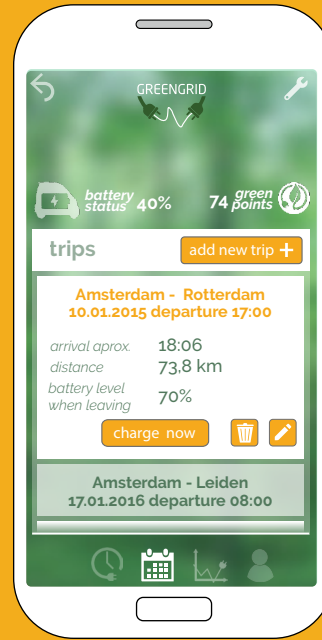 GREENGRID
battery status 40%
74 green points
trips
add new trip +
Amsterdam - Rotterdam
10.01.2015 departure 17:00
arrival aprox. 18:06
distance 73,8 km
battery level when leaving 70%
charge now
Amsterdam - Leiden
17.01.2016 departure 08:00